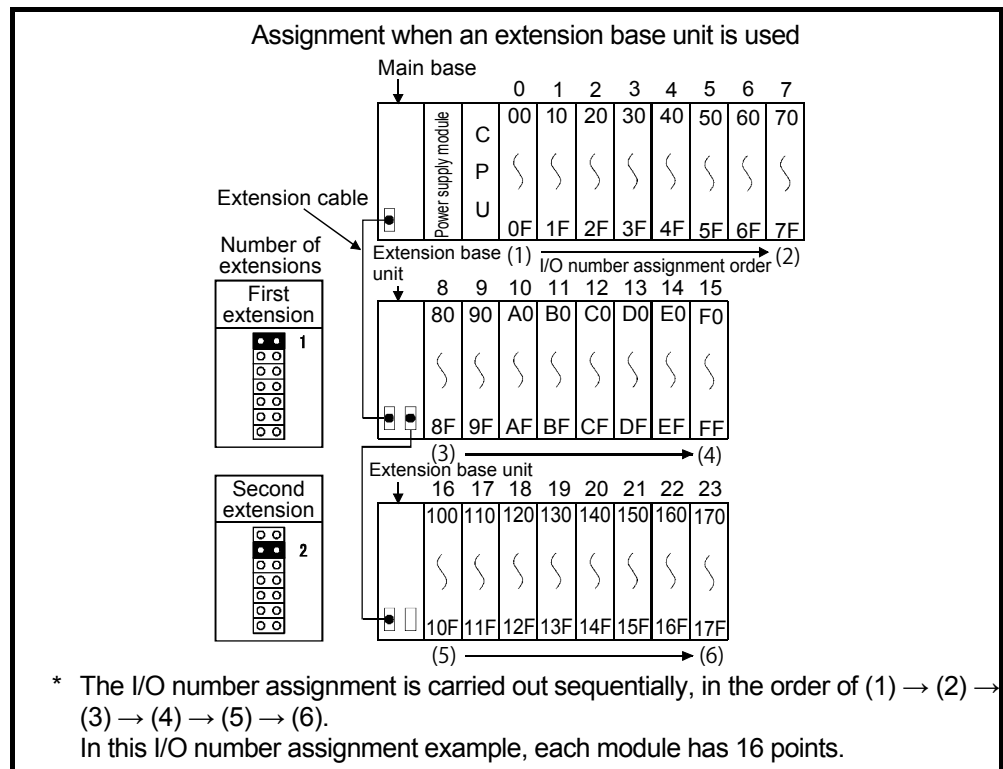 Assignment when an extension base unit is used
Main base
0 1 2 3 4 5 6 7
Power supply module
C
P
U
00 10 20 30 40 50 60 70
0F 1F 2F 3F 4F 5F 6F 7F
Extension cable
(1) (2)
I/O number assignment order
Number of
extensions
First
extension
1
Extension base
unit
8 9 10 11 12 13 14 15
80 90 A0 B0 C0 D0 E0 F0
8F 9F AF BF CF DF EF FF
(3) (4)
Second
extension
2
Extension base unit
16 17 18 19 20 21 22 23
100 110 120 130 140 150 160 170
10F 11F 12F 13F 14F 15F 16F 17F
(5) (6)
* The I/O number assignment is carried out sequentially, in the order of (1) → (2) →
(3) → (4) → (5) → (6).
In this I/O number assignment example, each module has 16 points.